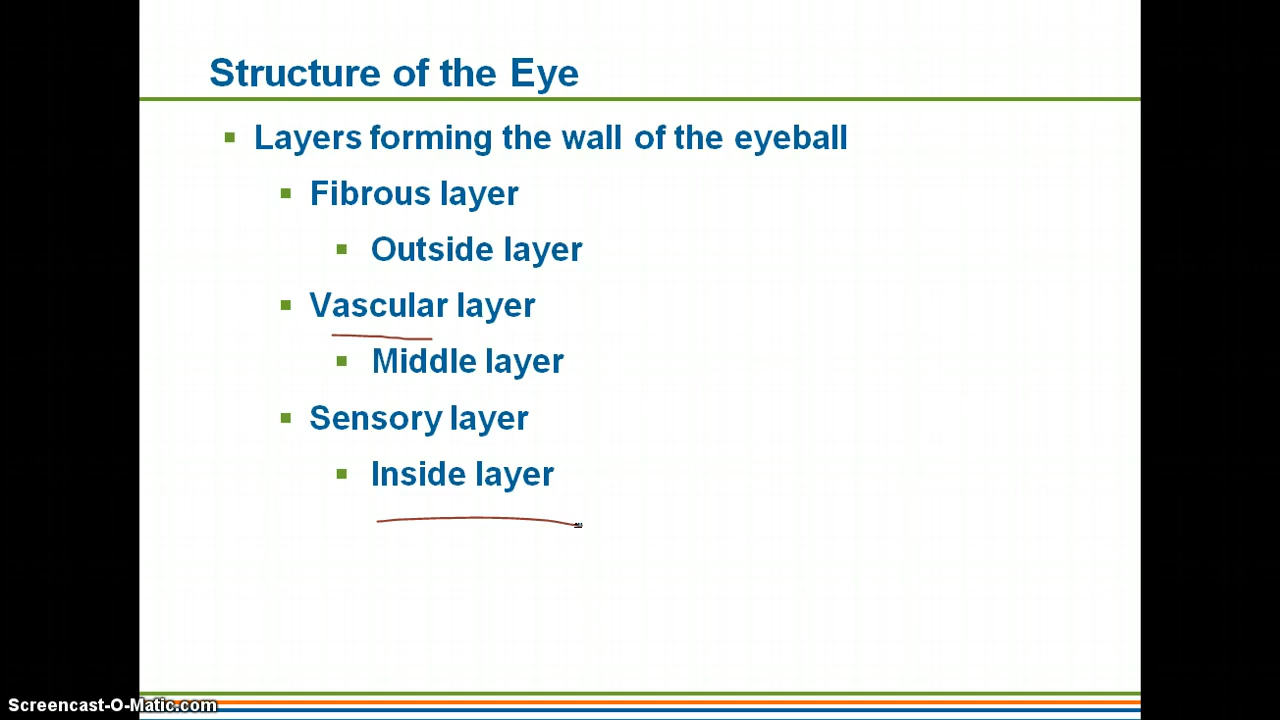 Structure of the Eye
Layers forming the wall of the eyeball
Fibrous layer
Outside layer
Vascular layer
Middle layer
Sensory layer
Inside layer
Screencast-O-Matic.com